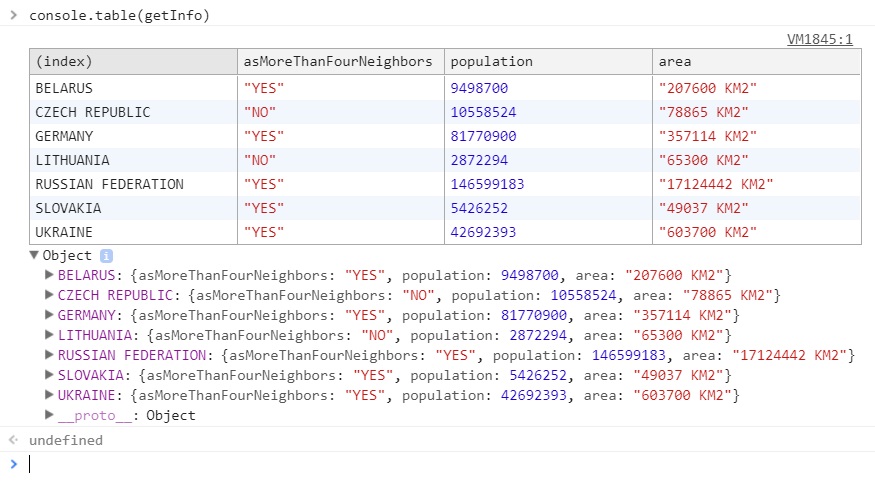 console.table(getInfo)
VM1845:1
(index) asMoreThanFourNeighbors population area
BELARUS "YES" 9498700 "207600 KM2"
CZECH REPUBLIC "NO" 10558524 "78865 KM2"
GERMANY "YES" 81770900 "357114 KM2"
LITHUANIA "NO" 2872294 "65300 KM2"
RUSSIAN FEDERATION "YES" 146599183 "17124442 KM2"
SLOVAKIA "YES" 5426252 "49037 KM2"
UKRAINE "YES" 42692393 "603700 KM2"
Object i
BELARUS: {asMoreThanFourNeighbors: "YES", population: 9498700, area: "207600 KM2"}
CZECH REPUBLIC: {asMoreThanFourNeighbors: "NO", population: 10558524, area: "78865 KM2"}
GERMANY: {asMoreThanFourNeighbors: "YES", population: 81770900, area: "357114 KM2"}
LITHUANIA: {asMoreThanFourNeighbors: "NO", population: 2872294, area: "65300 KM2"}
RUSSIAN FEDERATION: {asMoreThanFourNeighbors: "YES", population: 146599183, area: "17124442 KM2"}
SLOVAKIA: {asMoreThanFourNeighbors: "YES", population: 5426252, area: "49037 KM2"}
UKRAINE: {asMoreThanFourNeighbors: "YES", population: 42692393, area: "603700 KM2"}
__proto__: Object
undefined